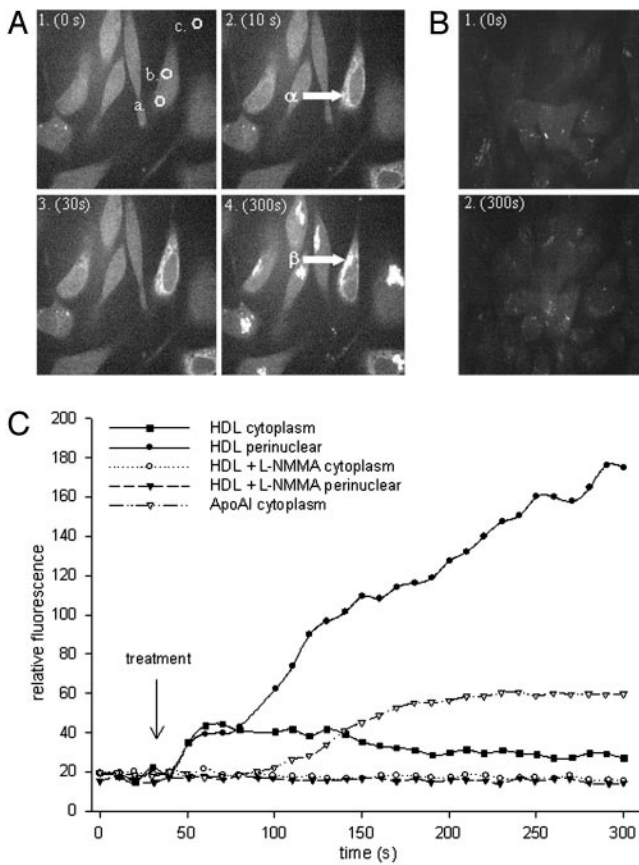 A
B
1. (0 s)
c.
b.
a.
2. (10 s)
α
3. (30s)
4. (300s)
β
1. (0s)
2. (300s)
C
200
180
160
140
120
100
80
60
40
20
0
relative fluorescence
HDL cytoplasm
HDL perinuclear
HDL + L-NMMA cytoplasm
HDL + L-NMMA perinuclear
ApoAI cytoplasm
treatment
0 50 100 150 200 250 300
time (s)